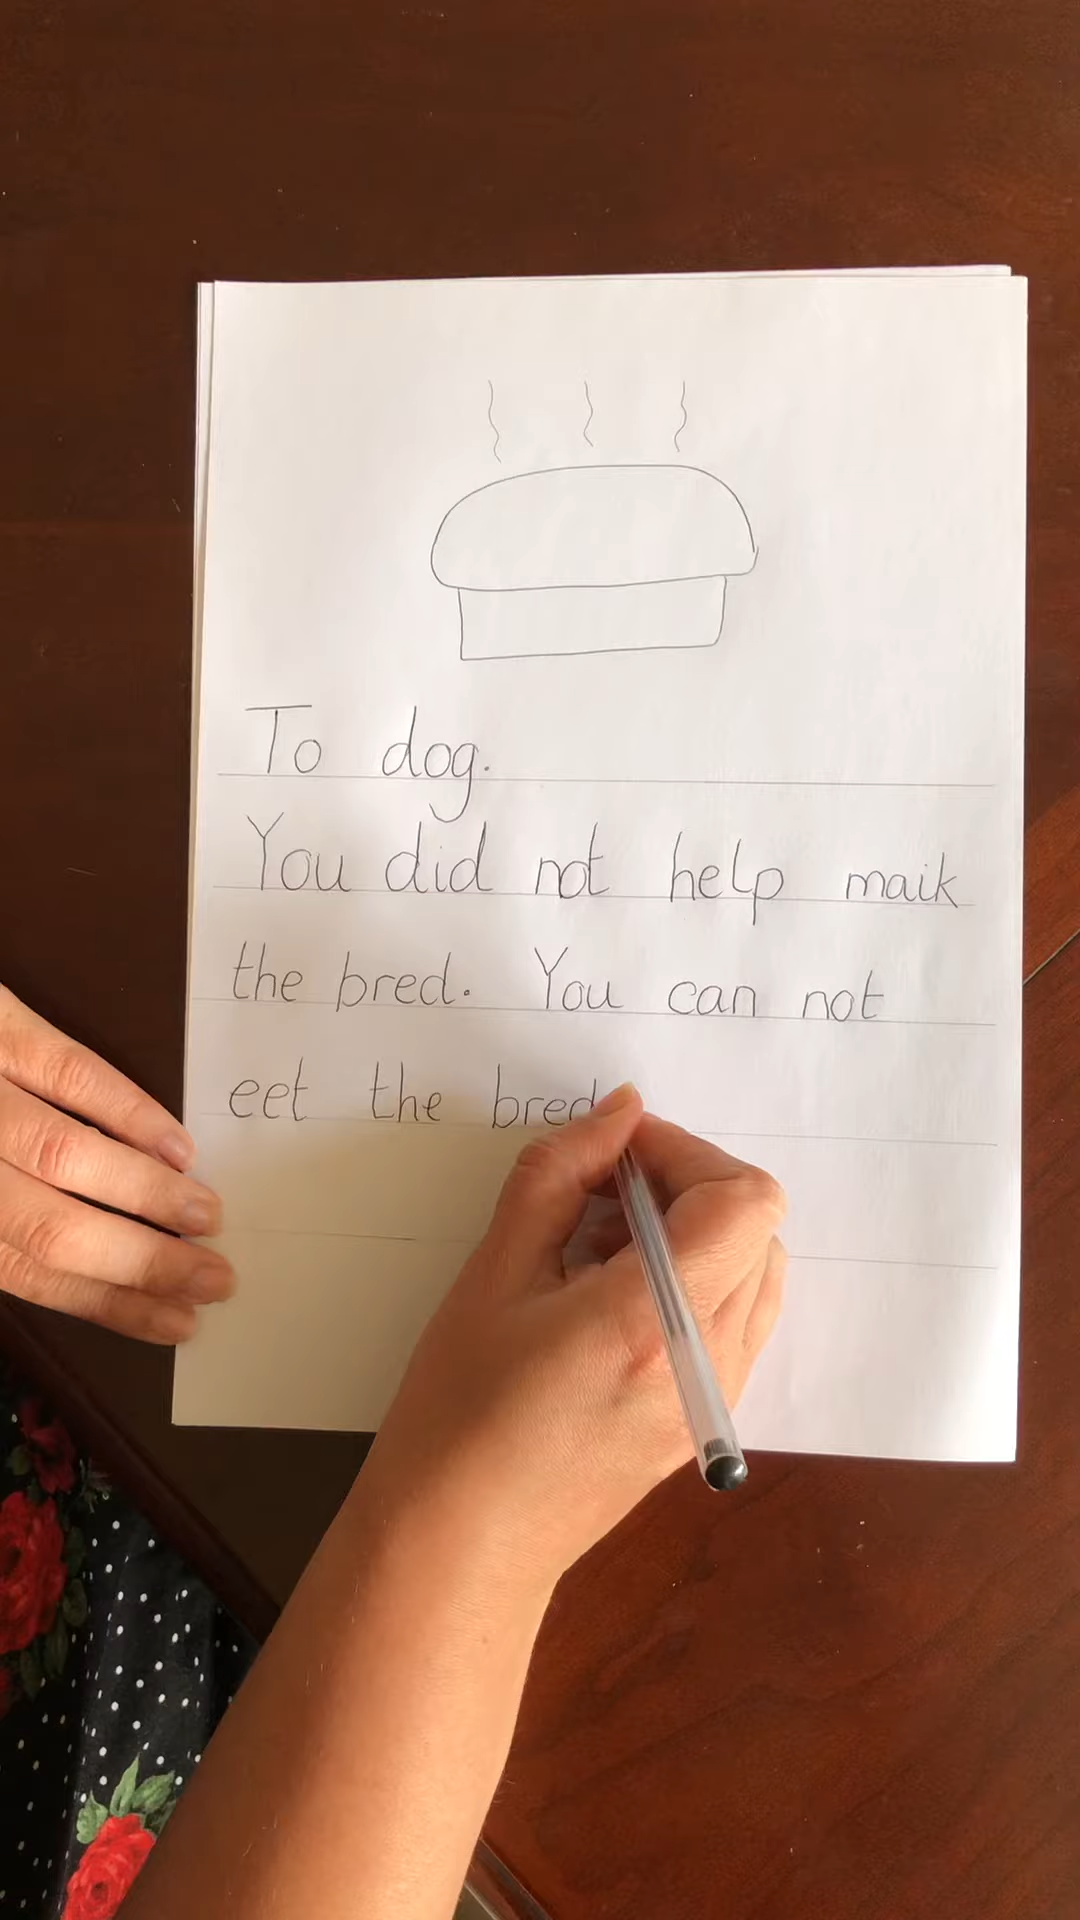 To dog.
You did not help maik
the bred. You can not
eet the bred